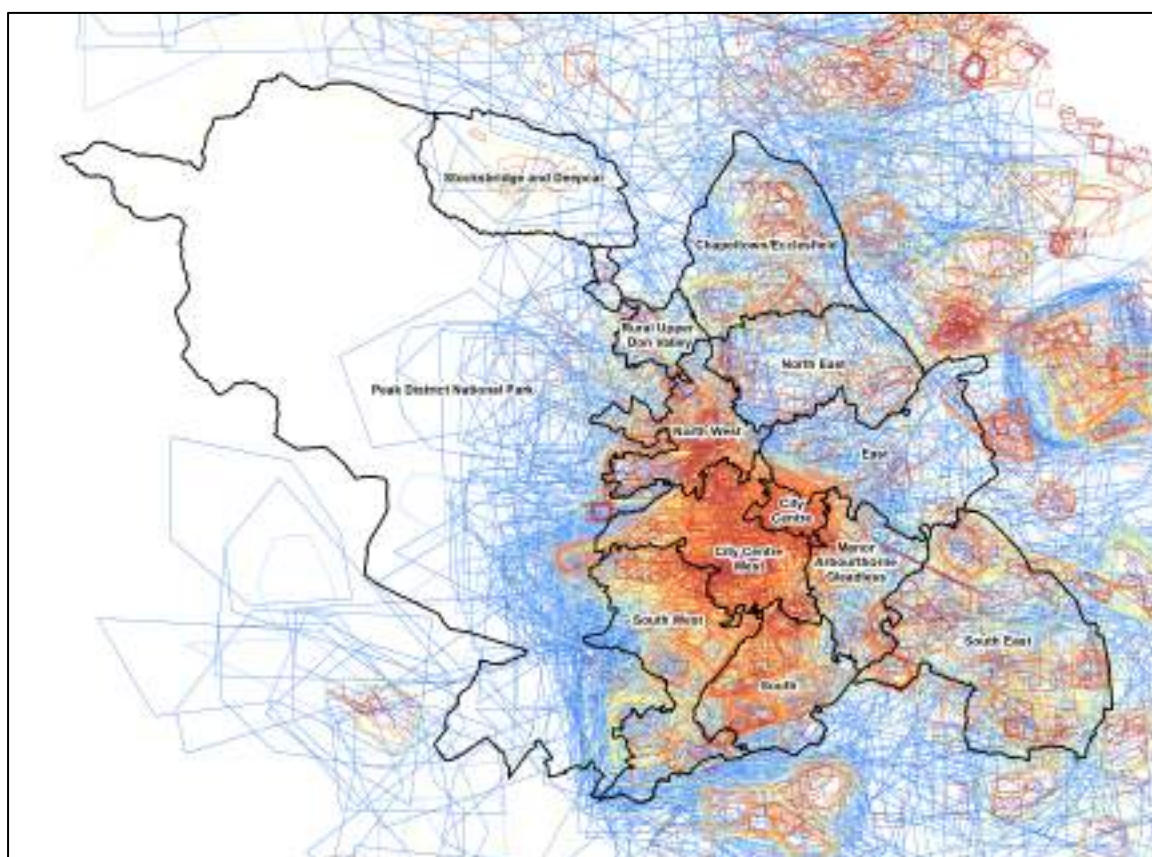 Stocksbridge and Deepcar
Chapeltown/Ecclesfield
Rural Upper
Don Valley
North East
Peak District National Park
North West
East
City
Centre
City Centre
West
Manor
Arbourthorne
Gleadless
South West
South East
South